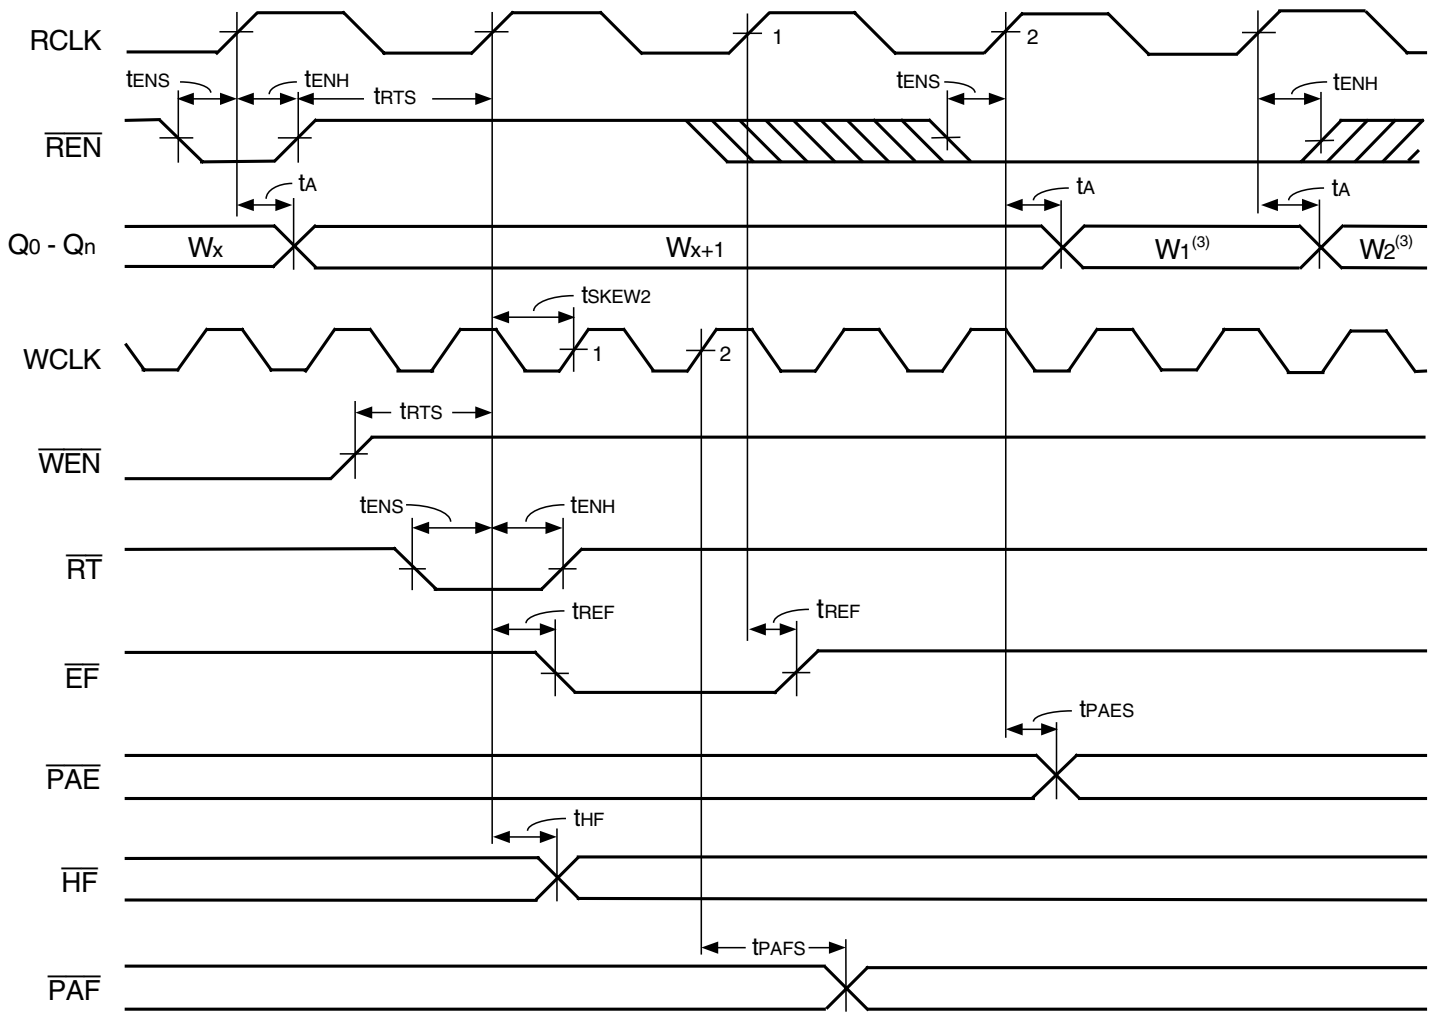 RCLK 1 2
tENS tENH tRTS tENS tENH
REN
tA tA tA
Q0 - Qn Wx Wx+1 W1(3) W2(3)
tSKEW2
WCLK 1 2
tRTS
WEN
tENS tENH
RT
tREF tREF
EF
tPAES
PAE
tHF
HF
tPAFS
PAF